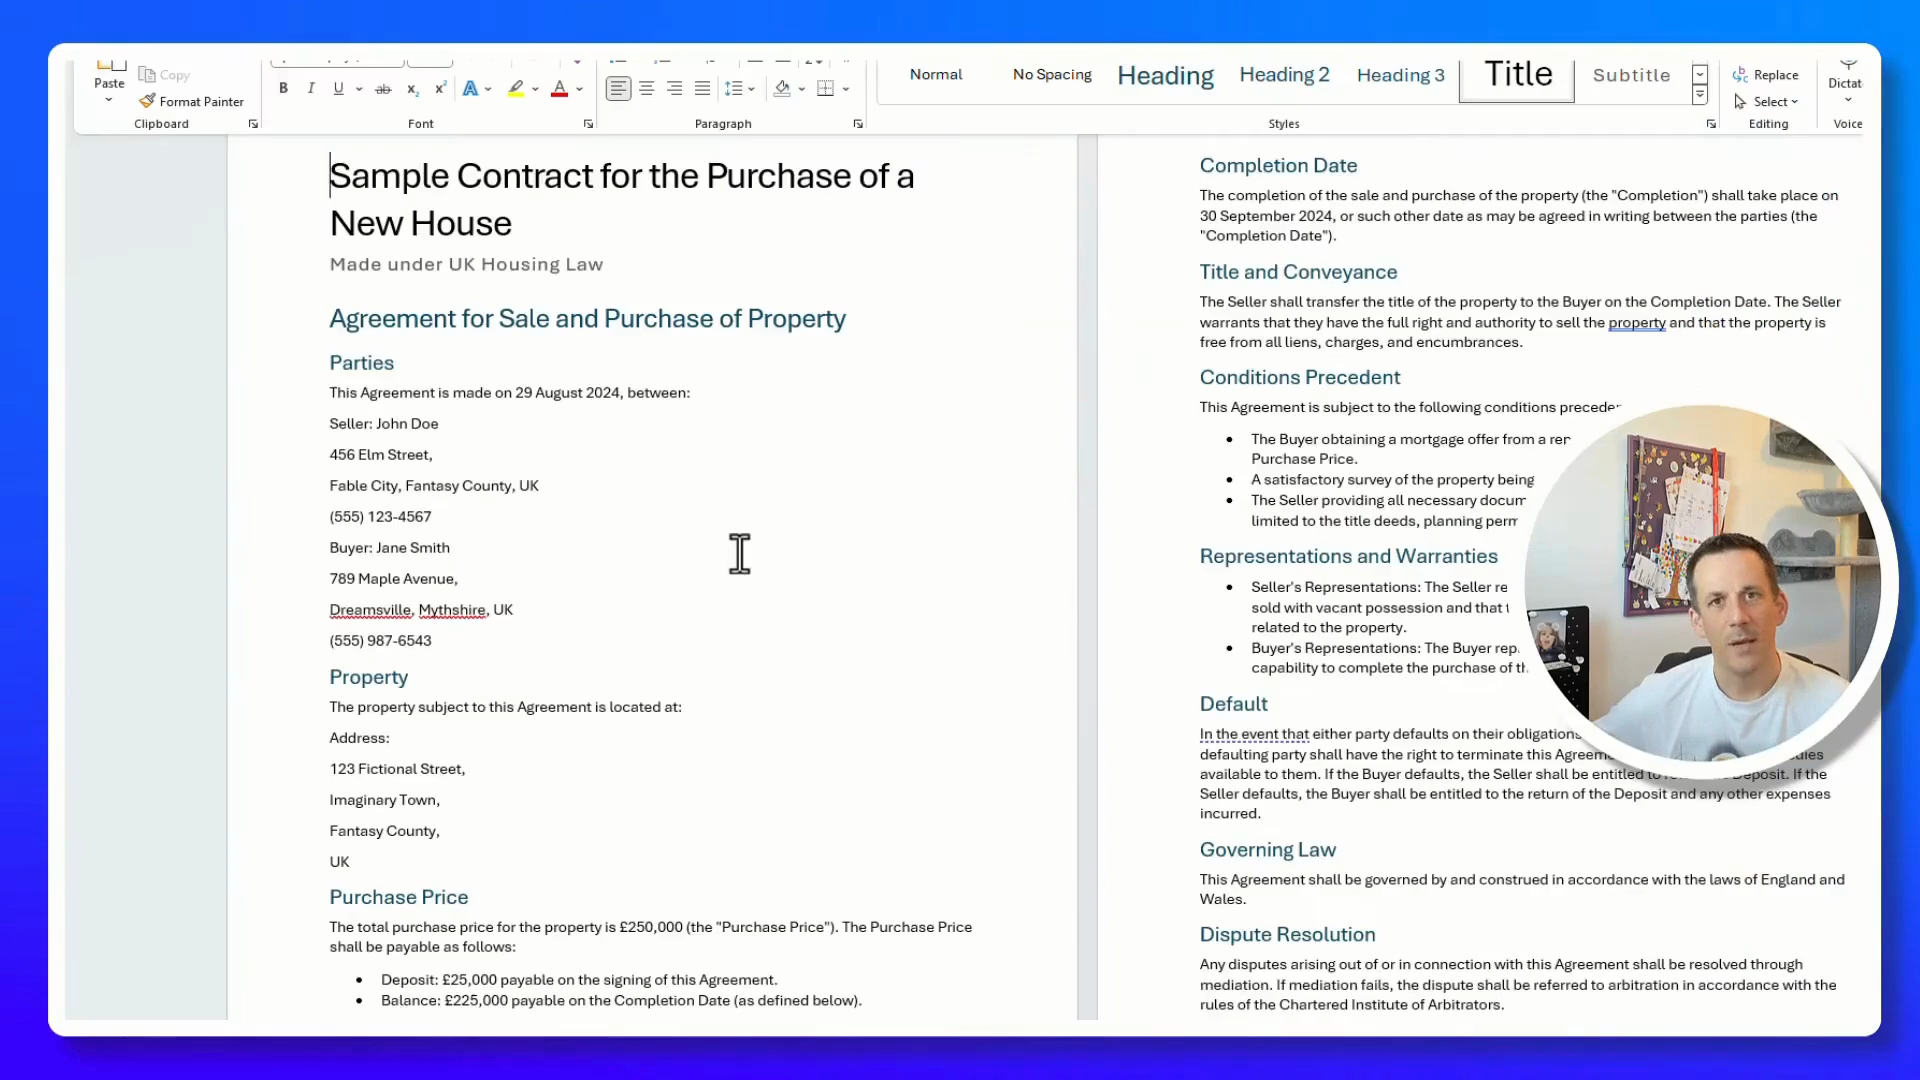 Paste
Copy
Format Painter
Clipboard
B I U ab x₂ x² A A
Font
Paragraph
Normal
No Spacing
Heading
Heading 2
Heading 3
Title
Subtitle
Styles
Replace
Select
Editing
Dictat
Voice
Sample Contract for the Purchase of a
New House
Made under UK Housing Law
Agreement for Sale and Purchase of Property
Parties
This Agreement is made on 29 August 2024, between:
Seller: John Doe
456 Elm Street,
Fable City, Fantasy County, UK
(555) 123-4567
Buyer: Jane Smith
789 Maple Avenue,
Dreamsville, Mythshire, UK
(555) 987-6543
Property
The property subject to this Agreement is located at:
Address:
123 Fictional Street,
Imaginary Town,
Fantasy County,
UK
Purchase Price
The total purchase price for the property is £250,000 (the "Purchase Price"). The Purchase Price
shall be payable as follows:
• Deposit: £25,000 payable on the signing of this Agreement.
• Balance: £225,000 payable on the Completion Date (as defined below).
Completion Date
The completion of the sale and purchase of the property (the "Completion") shall take place on
30 September 2024, or such other date as may be agreed in writing between the parties (the
"Completion Date").
Title and Conveyance
The Seller shall transfer the title of the property to the Buyer on the Completion Date. The Seller
warrants that they have the full right and authority to sell the property and that the property is
free from all liens, charges, and encumbrances.
Conditions Precedent
This Agreement is subject to the following conditions
• The Buyer obtaining a mortgage offer from a
Purchase Price.
• A satisfactory survey of the property being
• The Seller providing all necessary
limited to the title deeds, planning
Representations and Warranties
• Seller's Representations: The Seller
sold with vacant possession and that
related to the property.
• Buyer's Representations: The Buyer
capability to complete the purchase of
Default
In the event that either party defaults on their obligations
defaulting party shall have the right to terminate this
available to them. If the Buyer defaults, the Seller shall be entitled to Deposit. If the
Seller defaults, the Buyer shall be entitled to the return of the Deposit and any other expenses
incurred.
Governing Law
This Agreement shall be governed by and construed in accordance with the laws of England and
Wales.
Dispute Resolution
Any disputes arising out of or in connection with this Agreement shall be resolved through
mediation. If mediation fails, the dispute shall be referred to arbitration in accordance with the
rules of the Chartered Institute of Arbitrators.